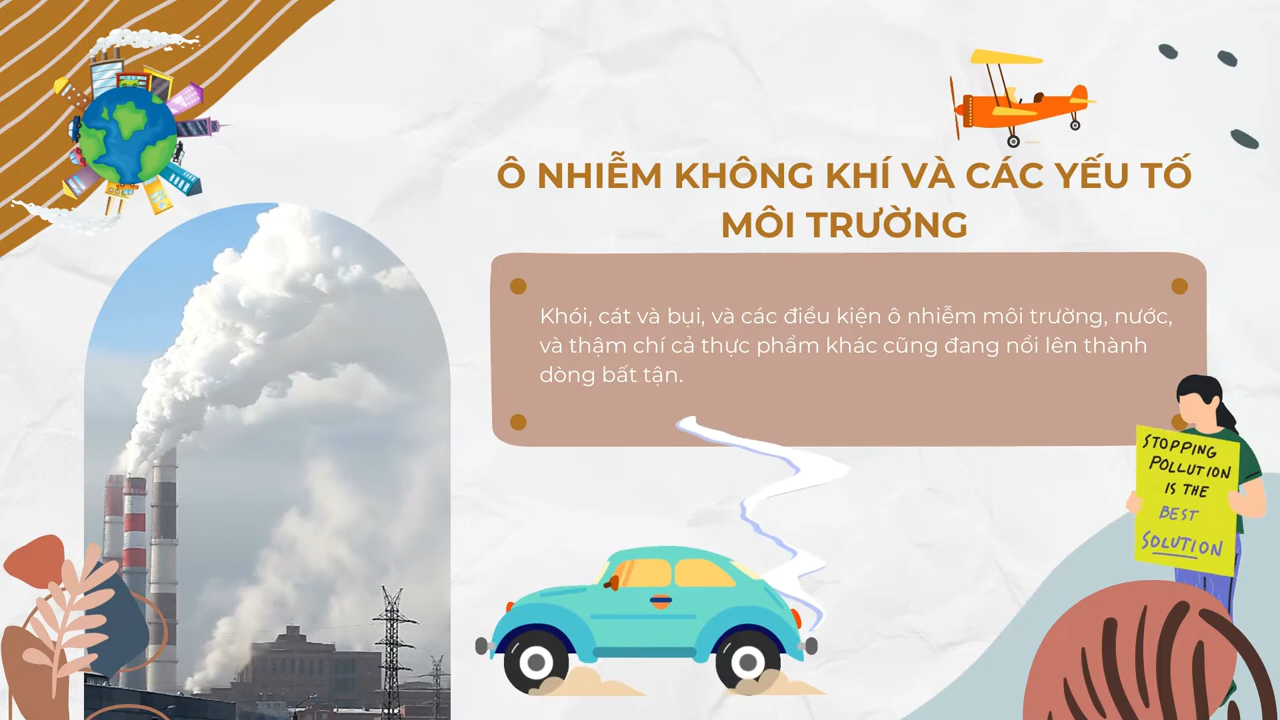 Ô NHIỄM KHÔNG KHÍ VÀ CÁC YẾU TỐ
MÔI TRƯỜNG
Khói, cát và bụi, và các điều kiện ô nhiễm môi trường, nước,
và thậm chí cả thực phẩm khác cũng đang nổi lên thành
dòng bất tận.
STOPPING
POLLUTION
IS THE
BEST
SOLUTION